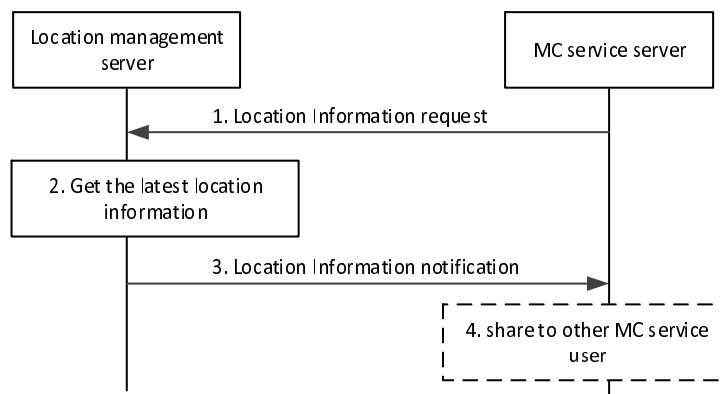 Location management
server
MC service server
1. Location Information request
2. Get the latest location
information
3. Location Information notification
4. share to other MC service
user